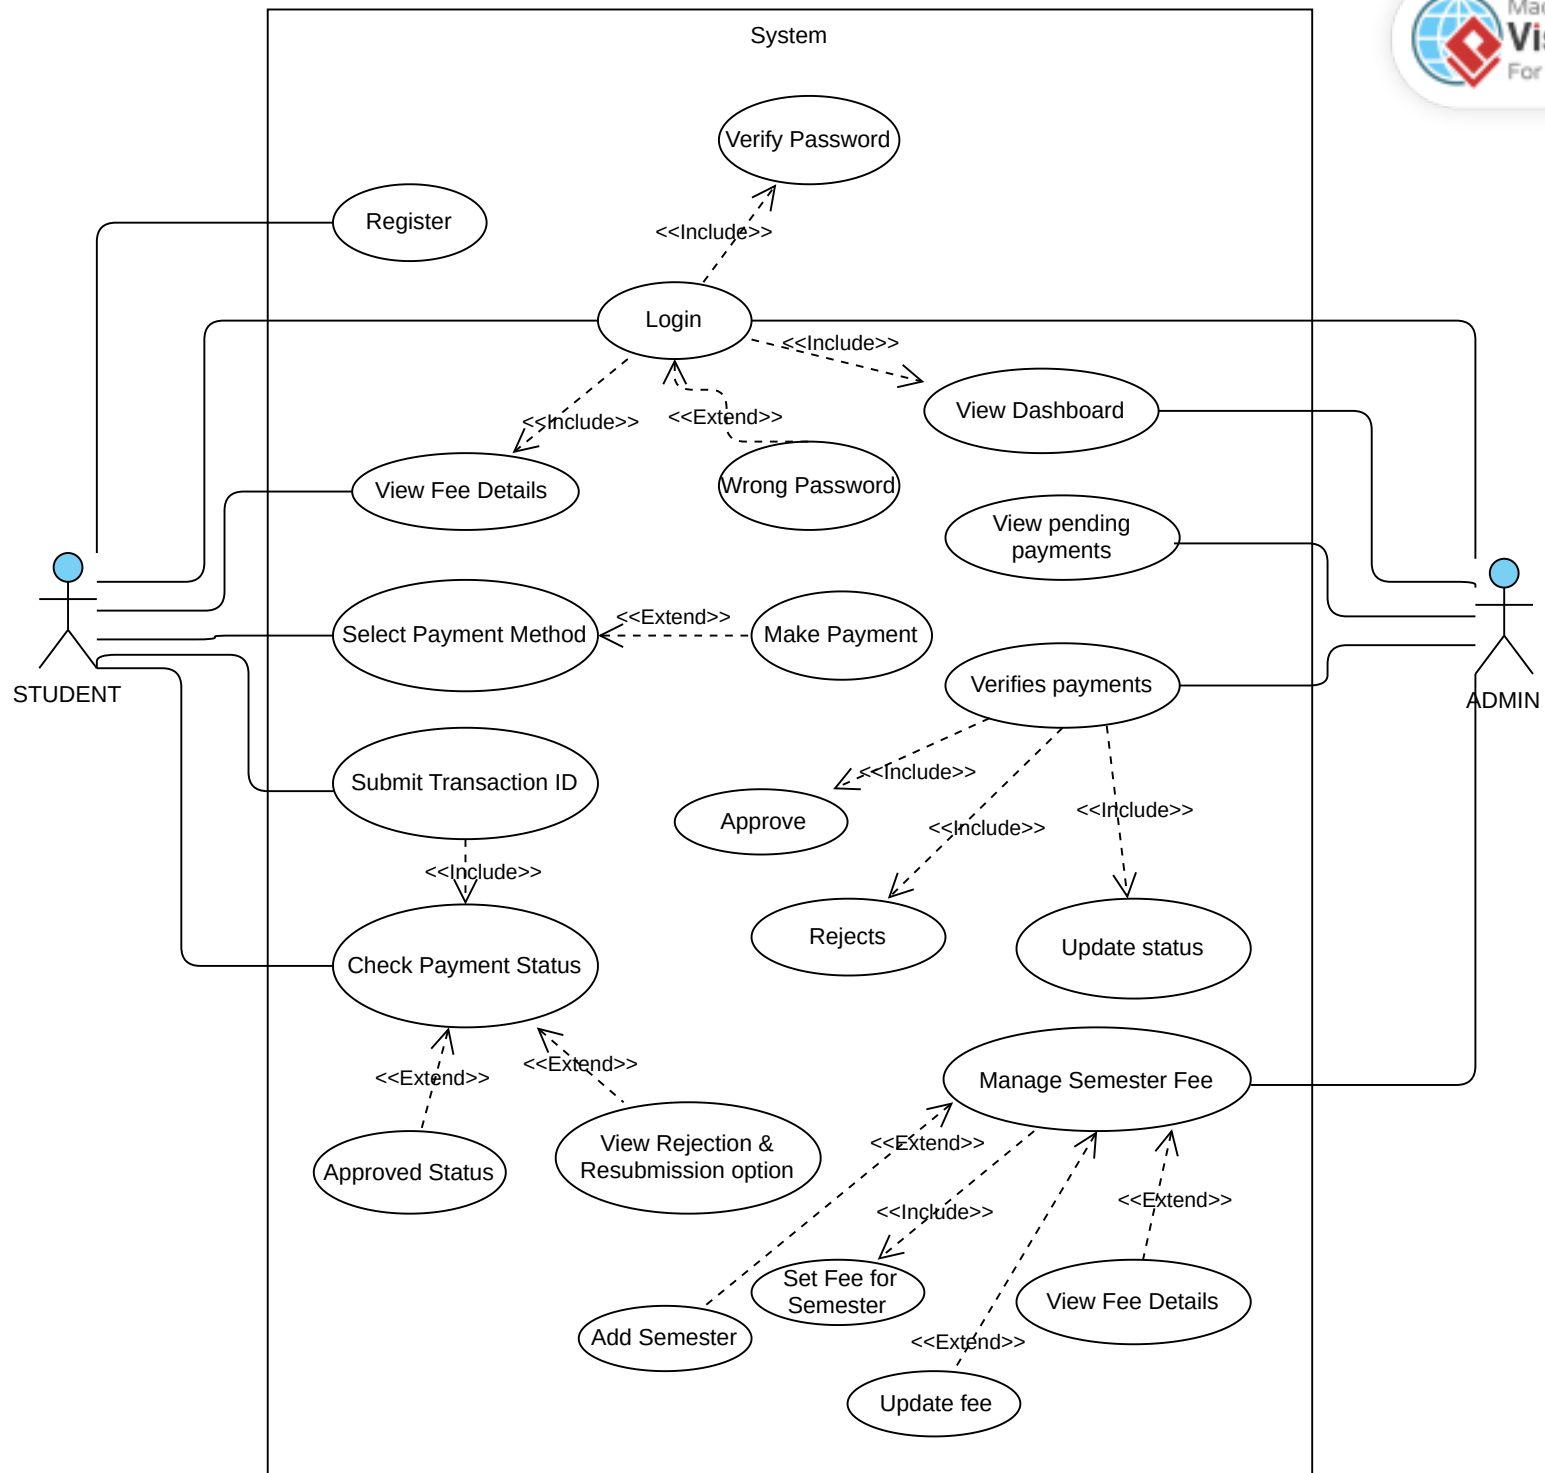 System
Verify Password
Register
<<Include>>
Login
<<Include>>
View Dashboard
<<Include>>
<<Extend>>
View Fee Details
Wrong Password
View pending
payments
Select Payment Method
<<Extend>>
Make Payment
STUDENT
Verifies payments
ADMIN
Submit Transaction ID
<<Include>>
Approve
<<Include>>
<<Include>>
<<Include>>
Rejects
Update status
Check Payment Status
<<Extend>>
<<Extend>>
Manage Semester Fee
Approved Status
View Rejection &
Resubmission option
<<Extend>>
<<Include>>
<<Extend>>
Set Fee for
Semester
View Fee Details
Add Semester
<<Extend>>
Update fee
For